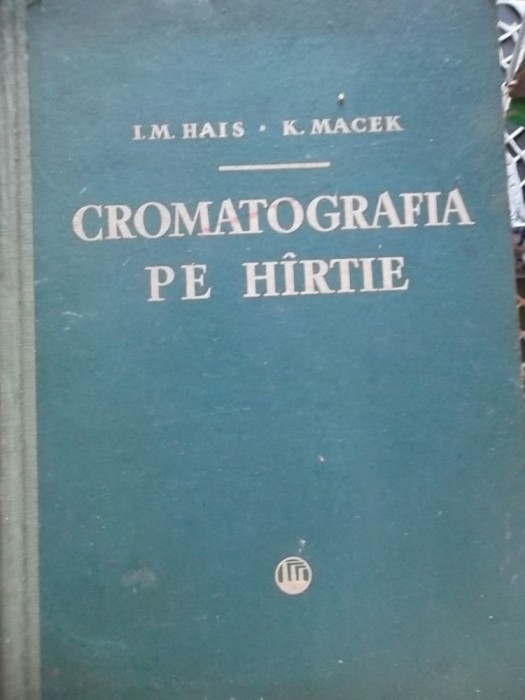 I. M. HAIS • K. MACEK
CROMATOGRAFIA
PE HÎRTIE